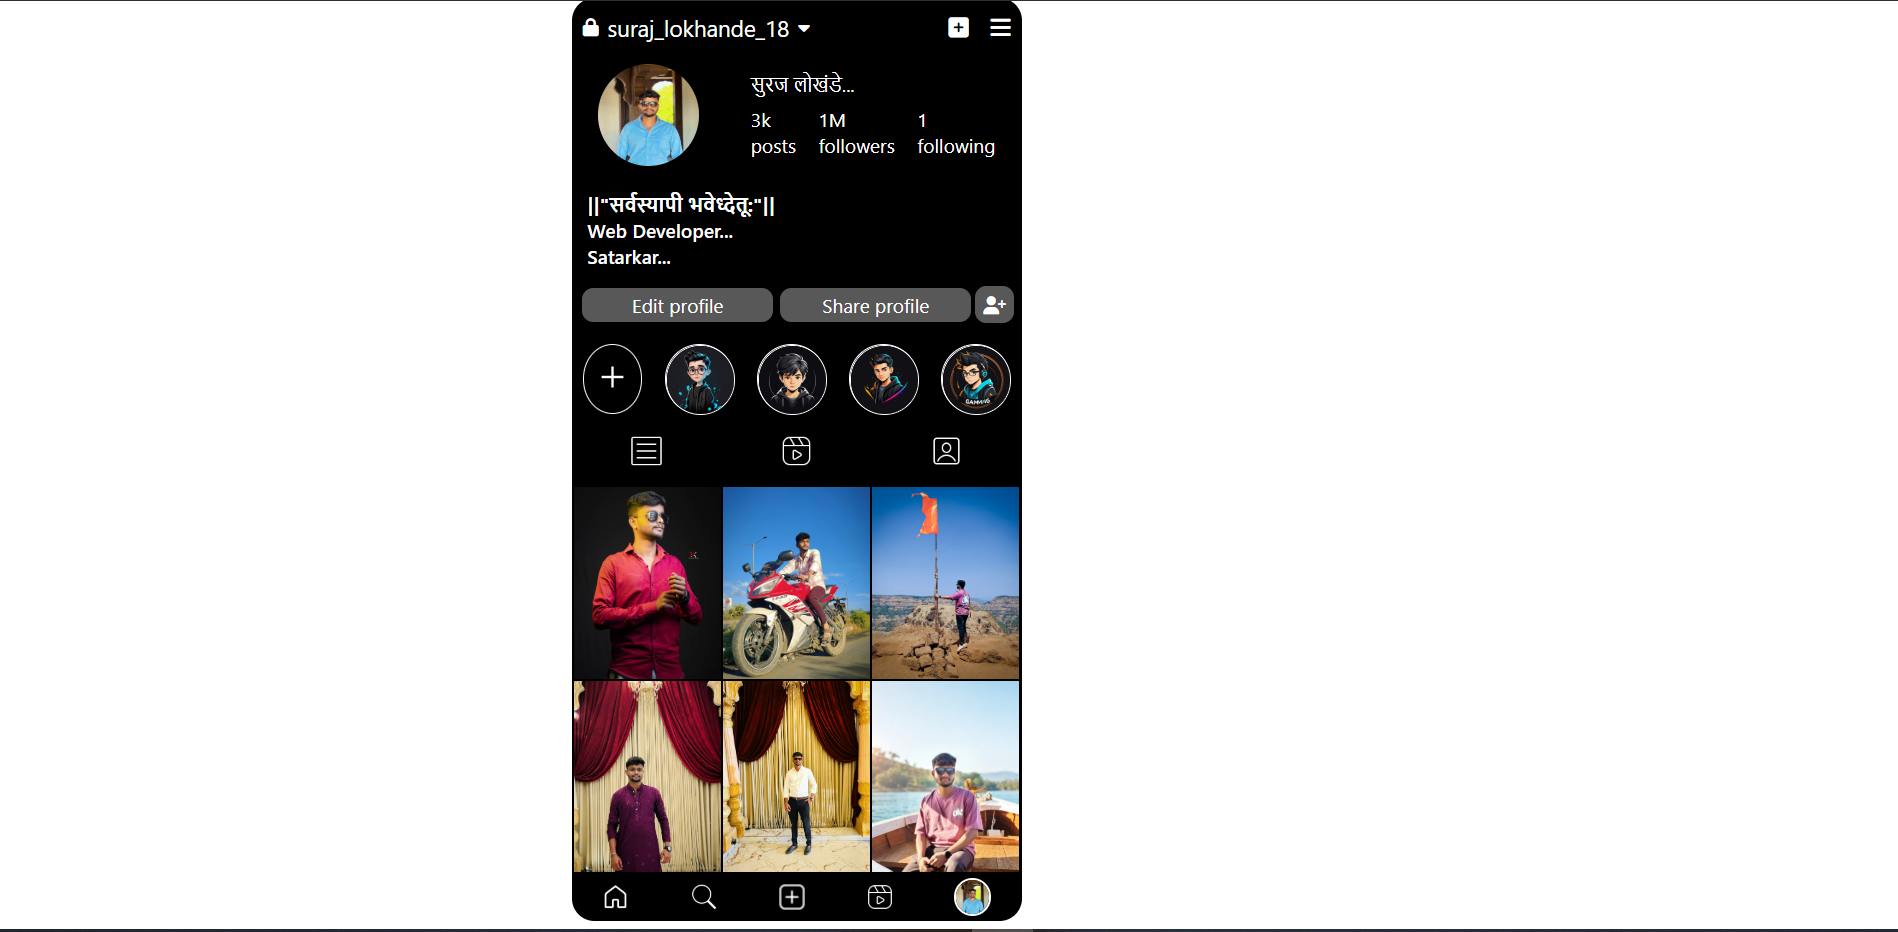 suraj_lokhande_18
सुरज लोखंडे...
3k 1M 1
posts followers following
||"सर्वस्यापी भवेध्देतू:"||
Web Developer...
Satarkar...
Edit profile Share profile